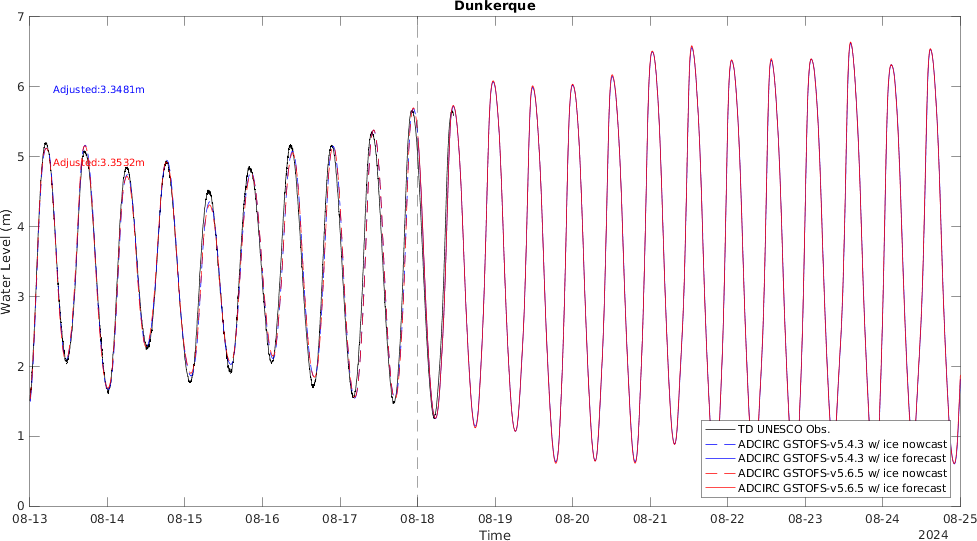 Dunkerque
7
6
5
4
3
2
1
0
Water Level (m)
Adjusted:3.3481m
Adjusted:3.3532m
TD UNESCO Obs.
ADCIRC GSTOFS-v5.4.3 w/ ice nowcast
ADCIRC GSTOFS-v5.4.3 w/ ice forecast
ADCIRC GSTOFS-v5.6.5 w/ ice nowcast
ADCIRC GSTOFS-v5.6.5 w/ ice forecast
08-13 08-14 08-15 08-16 08-17 08-18 08-19 08-20 08-21 08-22 08-23 08-24 08-25
Time
2024